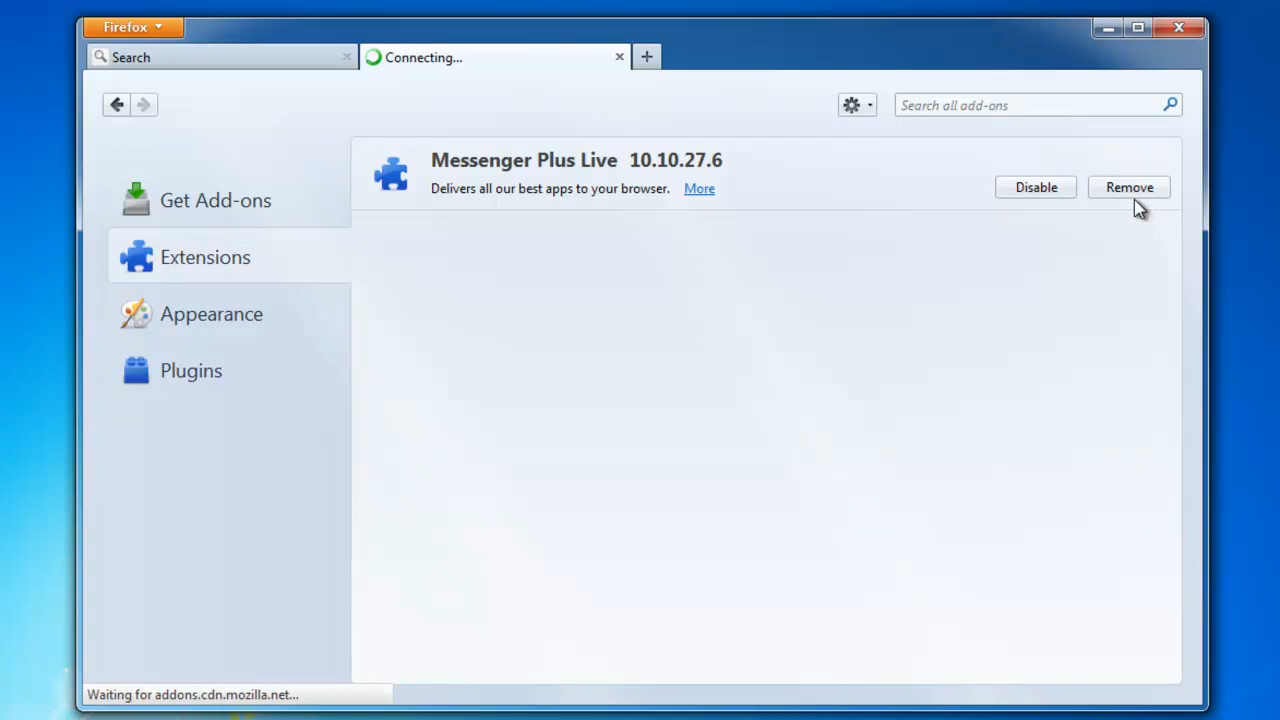 Firefox
Search
Connecting...
Search all add-ons
Messenger Plus Live 10.10.27.6
Delivers all our best apps to your browser. More
Disable
Remove
Get Add-ons
Extensions
Appearance
Plugins
Waiting for addons.cdn.mozilla.net...